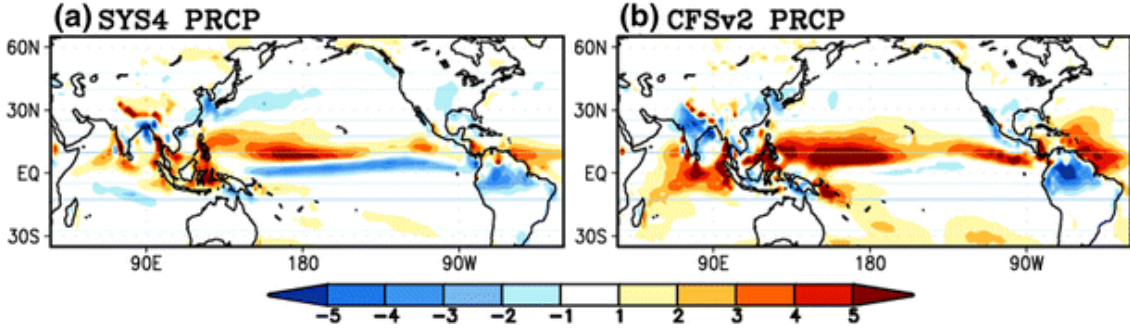 (a) SYS4 PRCP (b) CFSv2 PRCP
60N 60N
30N 30N
EQ EQ
30S 30S
90E 180 90W 90E 180 90W
-5 -4 -3 -2 -1 1 2 3 4 5